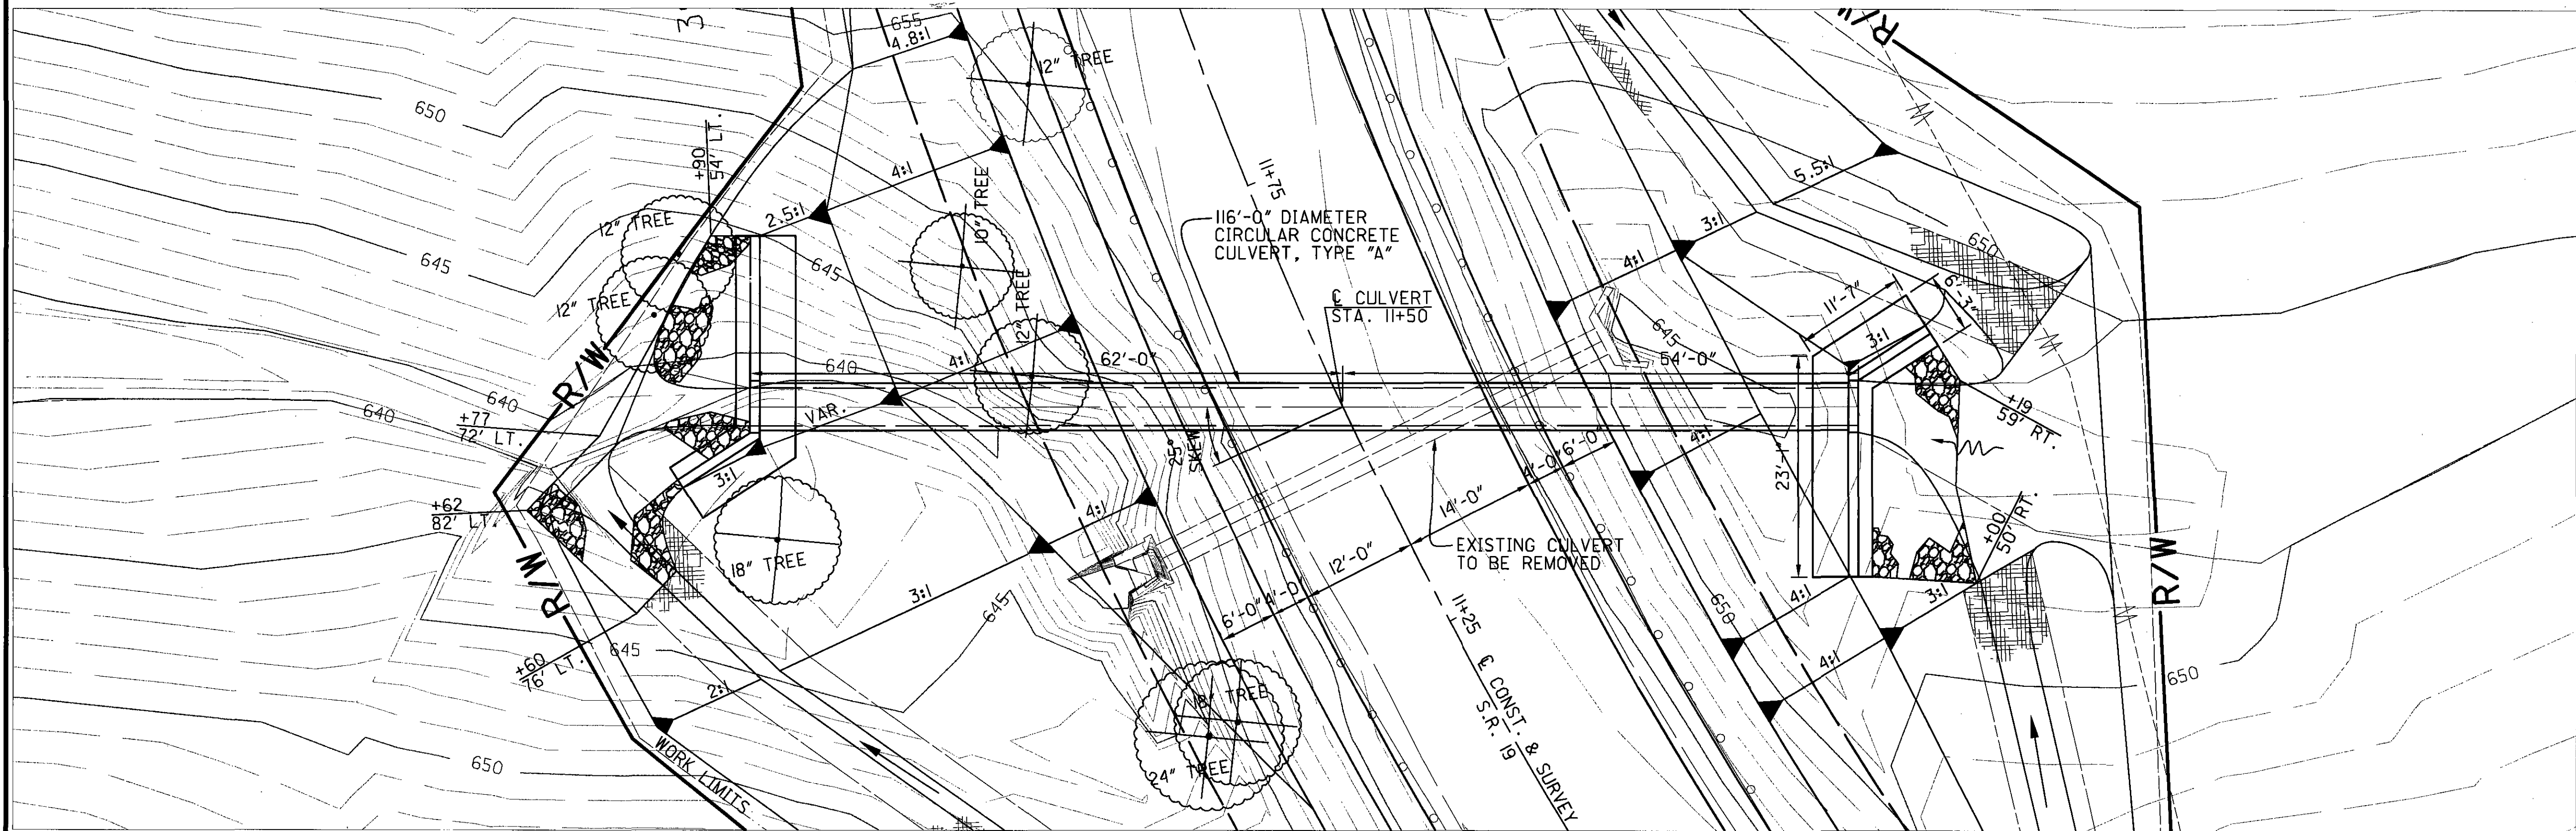 655
4.8:1
12" TREE
R/W
650
+90
54' LT.
4:1
10" TREE
11+75
5.5:1
12" TREE
2.5:1
116'-0" DIAMETER
CIRCULAR CONCRETE
CULVERT, TYPE "A"
3:1
650
645
645
4:1
11'-7"
6'-3"
12" TREE
12" TREE
℄ CULVERT
STA. 11+50
645
3:1
R/W
640
4:1
62'-0"
54'-0"
640
640
+77
72' LT.
VAR.
+19
59' RT.
25°
SKEW
4'-0"
6'-0"
4:1
23'-1"
3:1
14'-0"
+62
82' LT.
4:1
+00
50' RT.
18" TREE
EXISTING CULVERT
TO BE REMOVED
12'-0"
R/W
3:1
645
6'-0"
4'-0"
11+25
℄ CONST. & SURVEY
S.R. 19
650
4:1
3:1
R/W
+60
76' LT.
645
4:1
650
2:1
18" TREE
24" TREE
WORK LIMITS
650